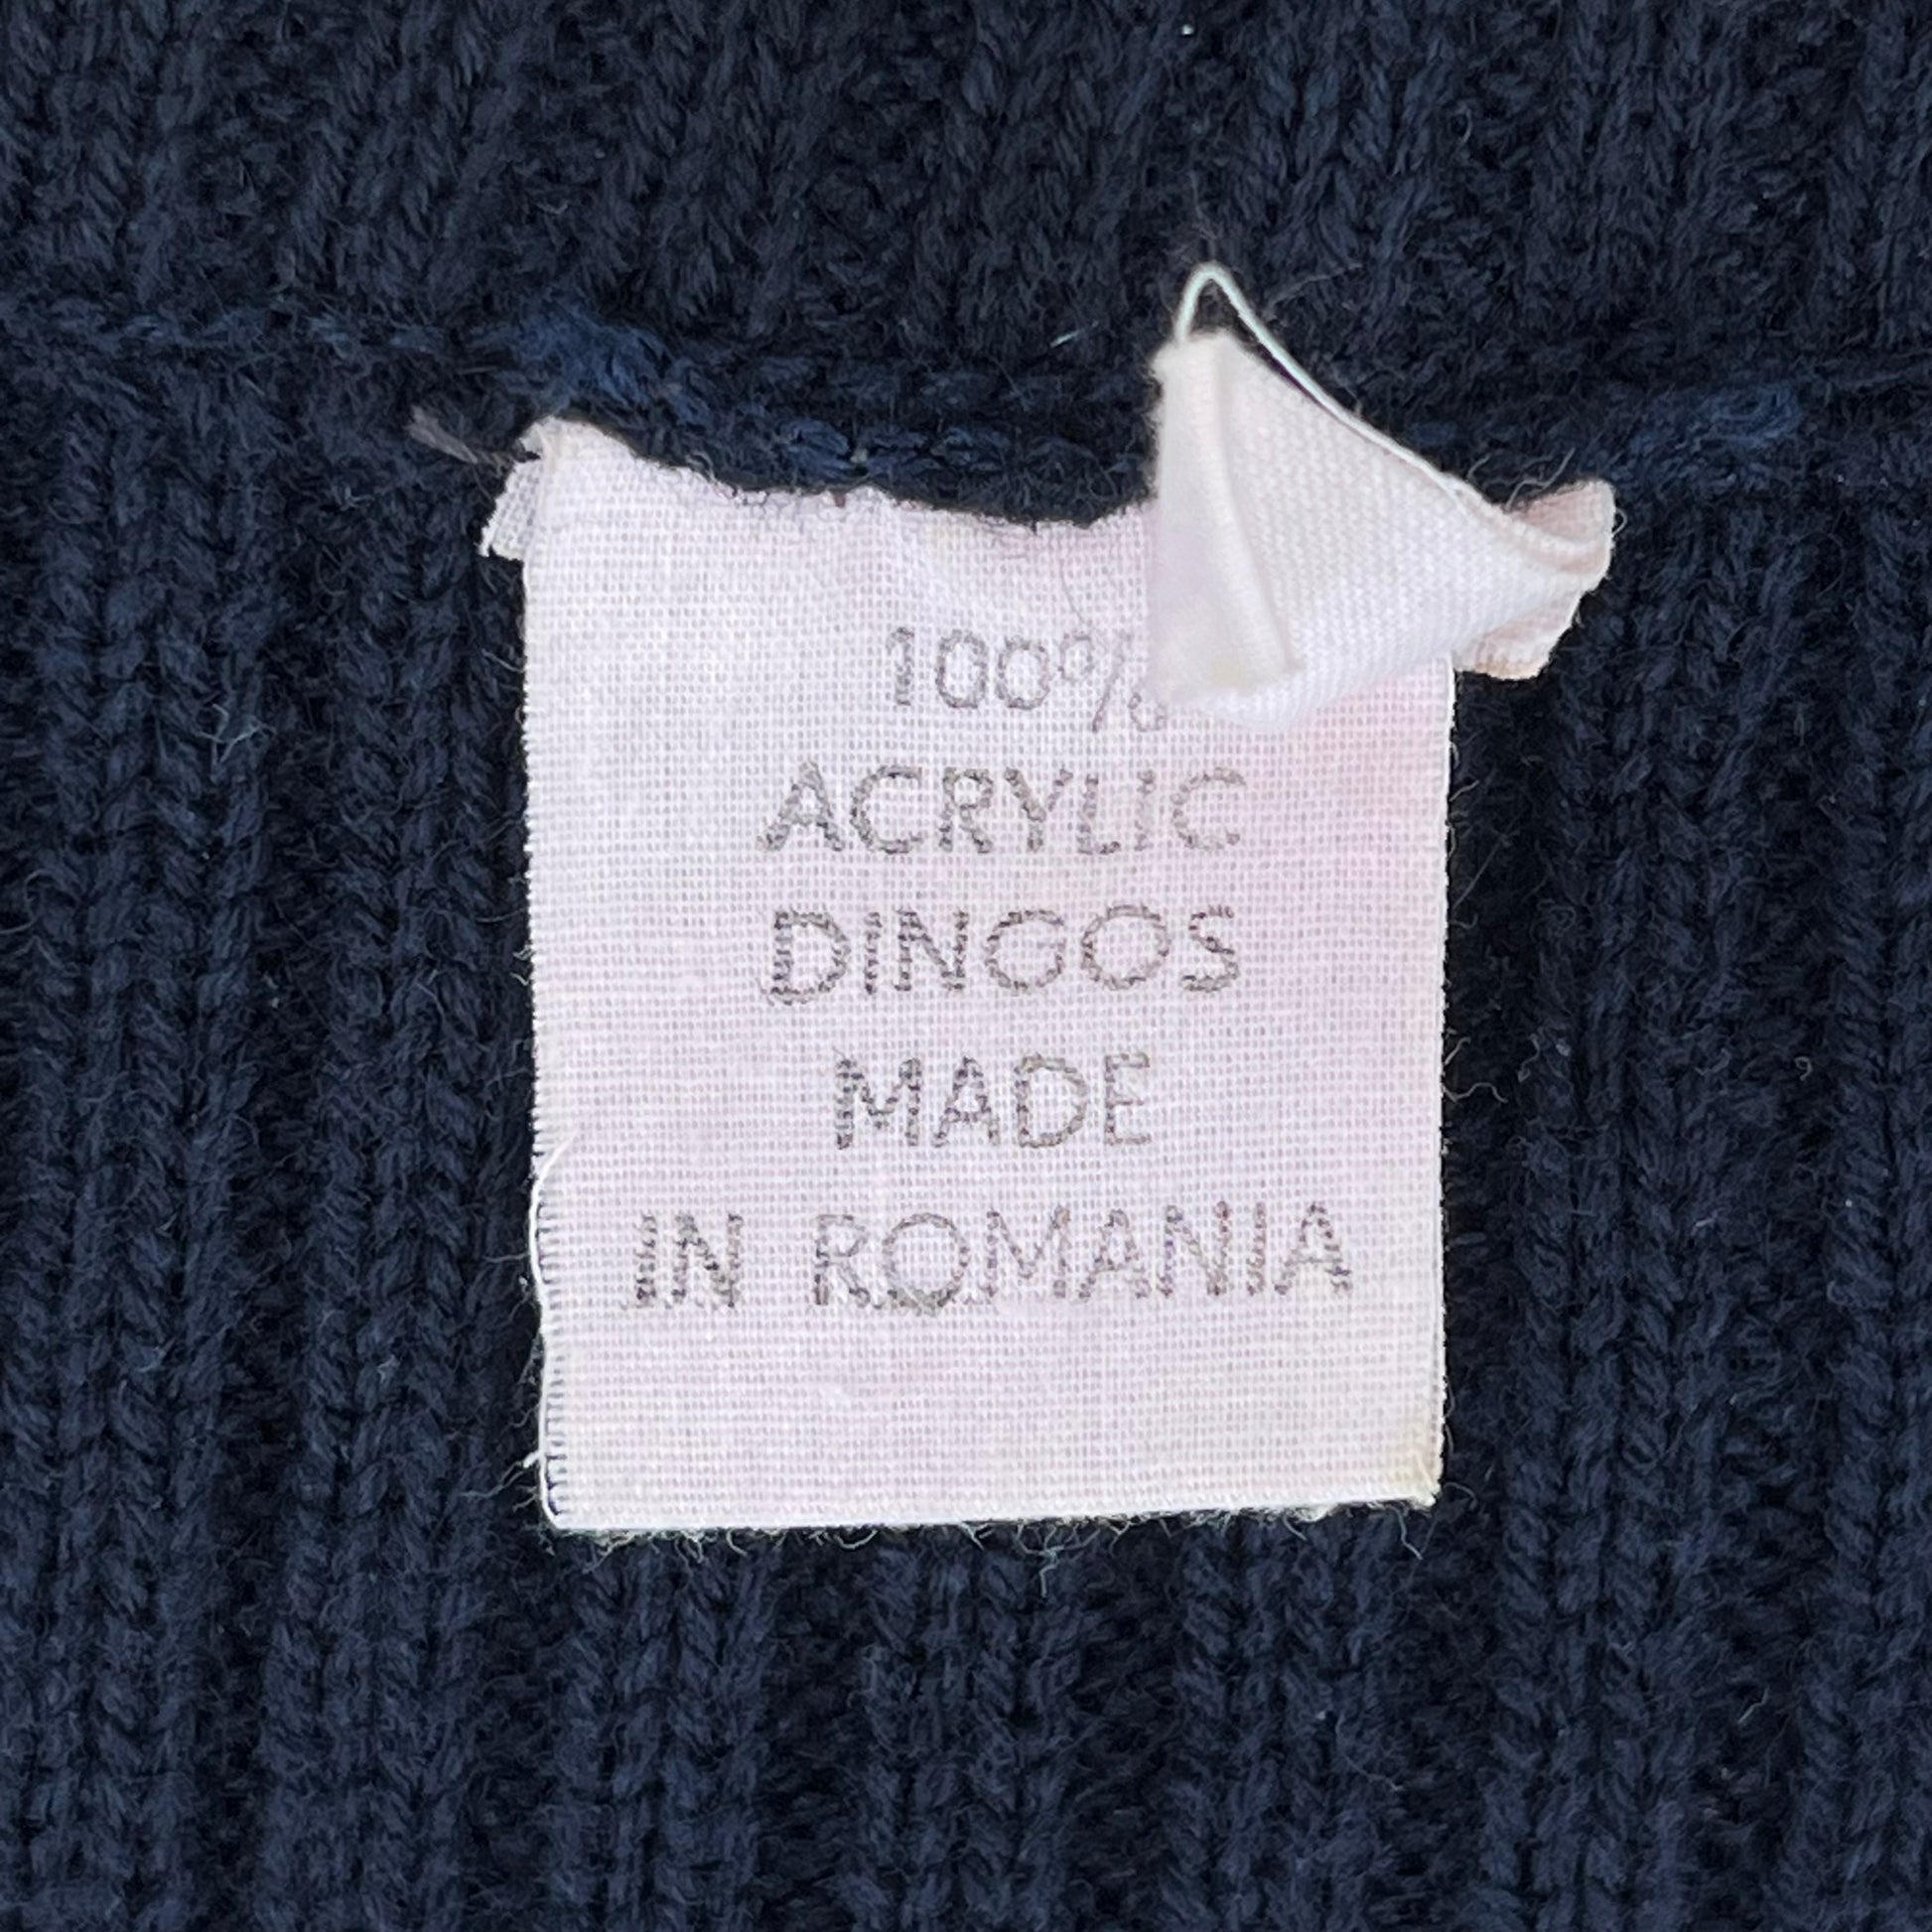 100%
ACRYLIC
DINGOS
MADE
IN ROMANIA